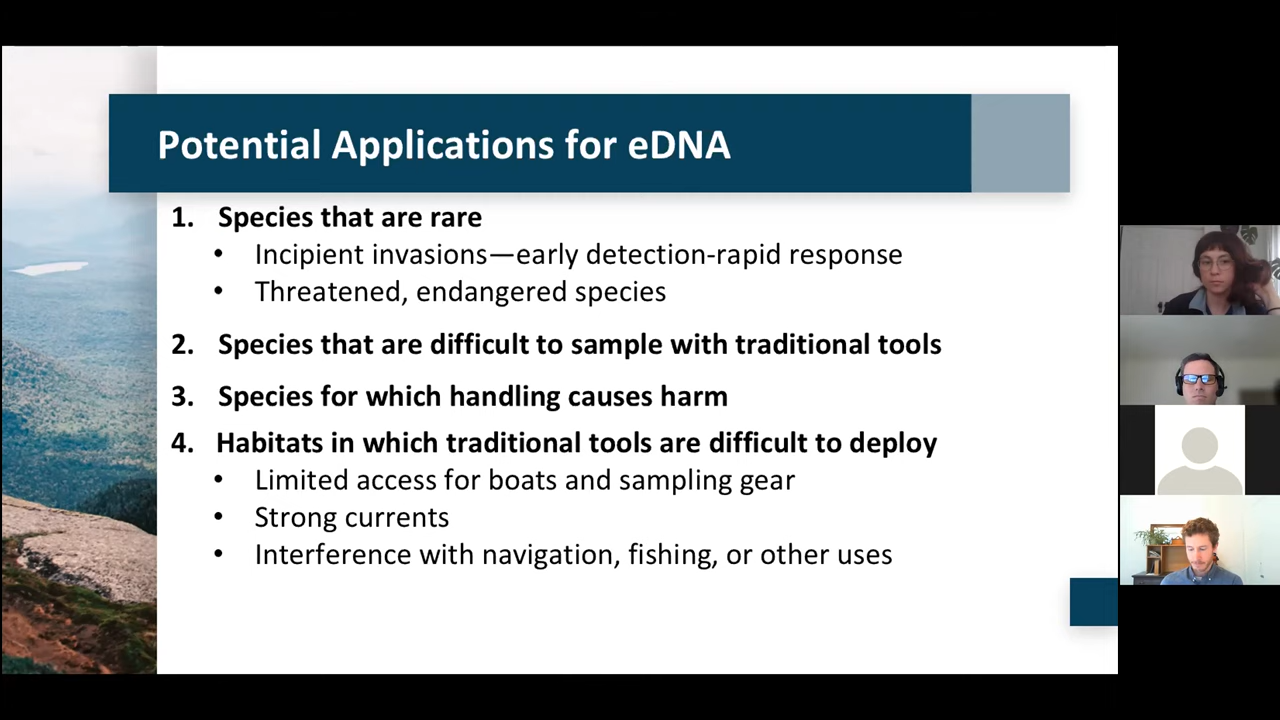 Potential Applications for eDNA
1. Species that are rare
• Incipient invasions—early detection-rapid response
• Threatened, endangered species
2. Species that are difficult to sample with traditional tools
3. Species for which handling causes harm
4. Habitats in which traditional tools are difficult to deploy
• Limited access for boats and sampling gear
• Strong currents
• Interference with navigation, fishing, or other uses